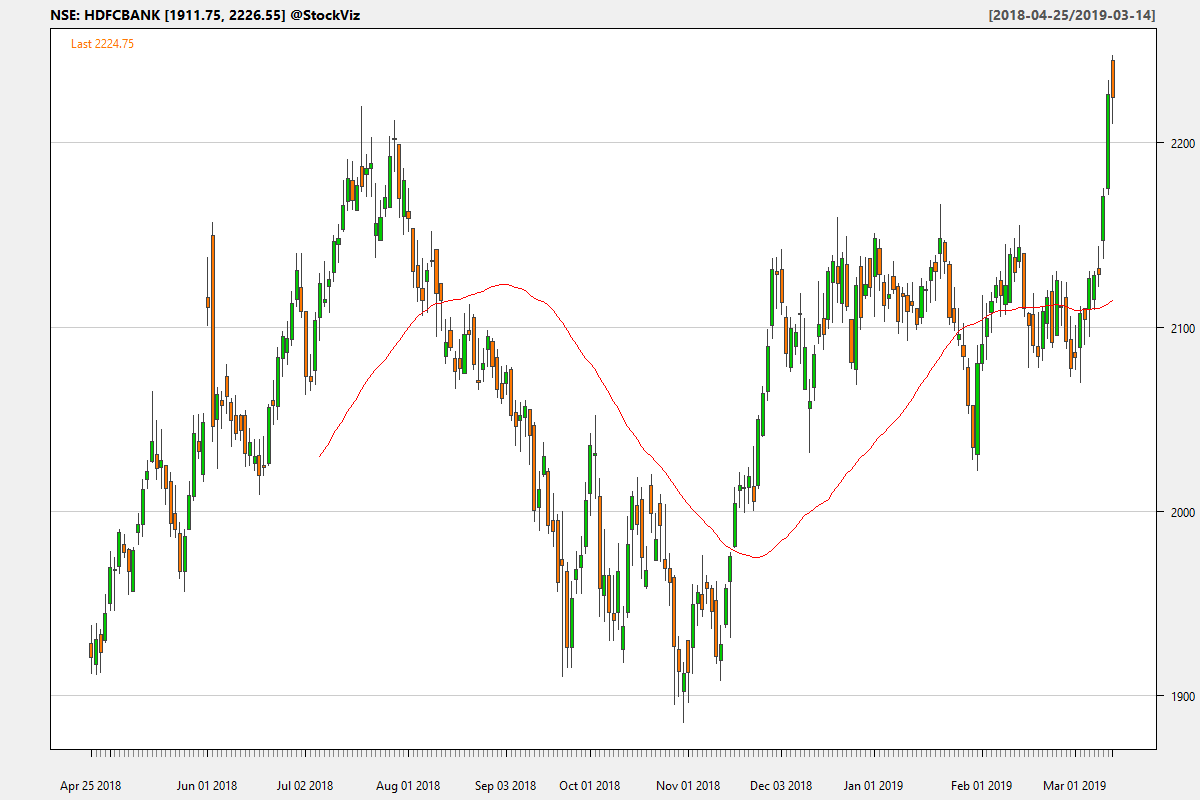 NSE: HDFCBANK [1911.75, 2226.55] @StockViz
[2018-04-25/2019-03-14]
Last 2224.75
2200
2100
2000
1900
Apr 25 2018 Jun 01 2018 Jul 02 2018 Aug 01 2018 Sep 03 2018 Oct 01 2018 Nov 01 2018 Dec 03 2018 Jan 01 2019 Feb 01 2019 Mar 01 2019